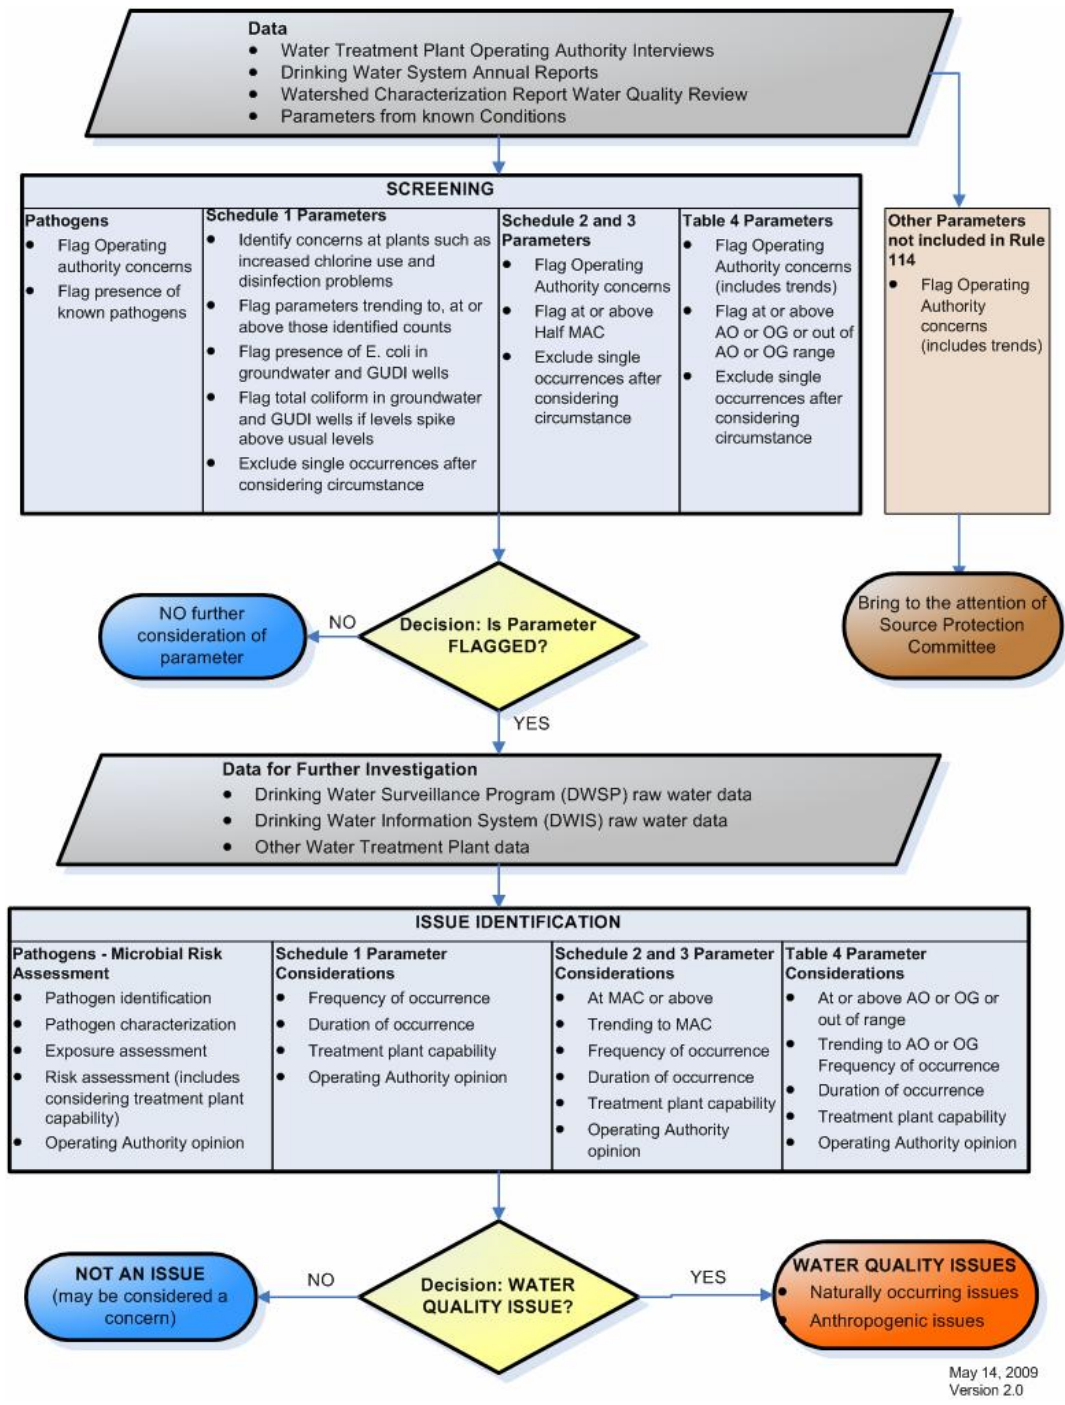 Data
● Water Treatment Plant Operating Authority Interviews
● Drinking Water System Annual Reports
● Watershed Characterization Report Water Quality Review
● Parameters from known Conditions
SCREENING
Pathogens
● Flag Operating
authority concerns
● Flag presence of
known pathogens
Schedule 1 Parameters
● Identify concerns at plants such as
increased chlorine use and
disinfection problems
● Flag parameters trending to, at or
above those identified counts
● Flag presence of E. coli in
groundwater and GUDI wells
● Flag total coliform in groundwater
and GUDI wells if levels spike
above usual levels
● Exclude single occurrences after
considering circumstance
Schedule 2 and 3
Parameters
● Flag Operating
Authority concerns
● Flag at or above
Half MAC
● Exclude single
occurrences after
considering
circumstance
Table 4 Parameters
● Flag Operating
Authority concerns
(includes trends)
● Flag at or above
AO or OG or out of
AO or OG range
● Exclude single
occurrences after
considering
circumstance
Other Parameters
not included in Rule
114
● Flag Operating
Authority
concerns
(includes trends)
Bring to the attention of
Source Protection
Committee
Decision: Is Parameter
FLAGGED?
NO
NO further
consideration of
parameter
YES
Data for Further Investigation
● Drinking Water Surveillance Program (DWSP) raw water data
● Drinking Water Information System (DWIS) raw water data
● Other Water Treatment Plant data
ISSUE IDENTIFICATION
Pathogens - Microbial Risk
Assessment
● Pathogen identification
● Pathogen characterization
● Exposure assessment
● Risk assessment (includes
considering treatment plant
capability)
● Operating Authority opinion
Schedule 1 Parameter
Considerations
● Frequency of occurrence
● Duration of occurrence
● Treatment plant capability
● Operating Authority opinion
Schedule 2 and 3 Parameter
Considerations
● At MAC or above
● Trending to MAC
● Frequency of occurrence
● Duration of occurrence
● Treatment plant capability
● Operating Authority
opinion
Table 4 Parameter
Considerations
● At or above AO or OG or
out of range
● Trending to AO or OG
Frequency of occurrence
● Duration of occurrence
● Treatment plant capability
● Operating Authority opinion
Decision: WATER
QUALITY ISSUE?
NO
NOT AN ISSUE
(may be considered a
concern)
YES
WATER QUALITY ISSUES
● Naturally occurring issues
● Anthropogenic issues
May 14, 2009
Version 2.0